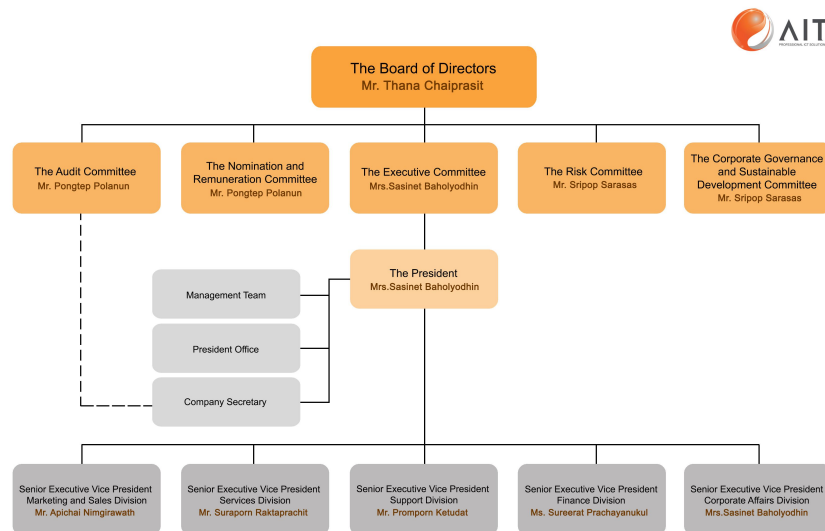 AIT
PROFESSIONAL ICT SOLUTION
The Board of Directors
Mr. Thana Chaiprasit
The Audit Committee
Mr. Pongtep Polanun
The Nomination and
Remuneration Committee
Mr. Pongtep Polanun
The Executive Committee
Mrs.Sasinet Baholyodhin
The Risk Committee
Mr. Sripop Sarasas
The Corporate Governance
and Sustainable
Development Committee
Mr. Sripop Sarasas
The President
Mrs.Sasinet Baholyodhin
Management Team
President Office
Company Secretary
Senior Executive Vice President
Marketing and Sales Division
Mr. Apichai Nimgirawath
Senior Executive Vice President
Services Division
Mr. Suraporn Raktaprachit
Senior Executive Vice President
Support Division
Mr. Promporn Ketudat
Senior Executive Vice President
Finance Division
Ms. Sureerat Prachayanukul
Senior Executive Vice President
Corporate Affairs Division
Mrs.Sasinet Baholyodhin